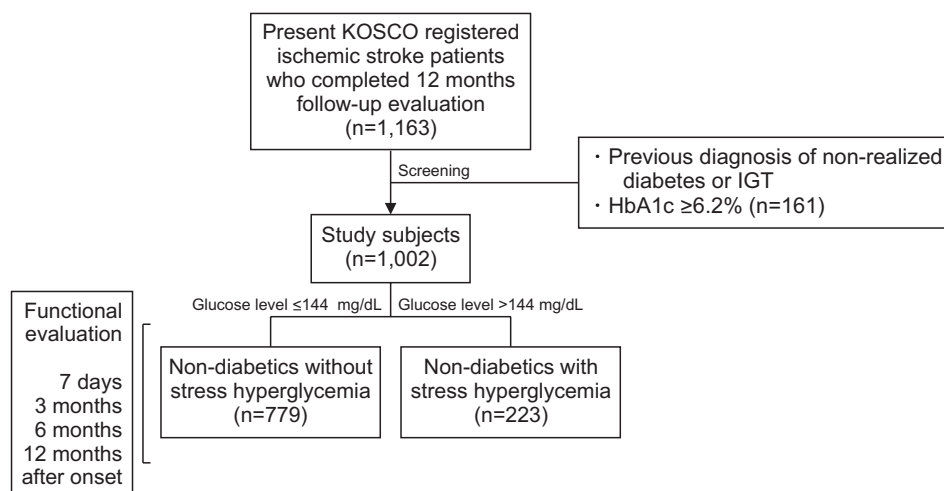 Present KOSCO registered
ischemic stroke patients
who completed 12 months
follow-up evaluation
(n=1,163)
Screening
· Previous diagnosis of non-realized
diabetes or IGT
· HbA1c ≥6.2% (n=161)
Study subjects
(n=1,002)
Glucose level ≤144 mg/dL
Glucose level >144 mg/dL
Functional
evaluation
7 days
3 months
6 months
12 months
after onset
Non-diabetics without
stress hyperglycemia
(n=779)
Non-diabetics with
stress hyperglycemia
(n=223)